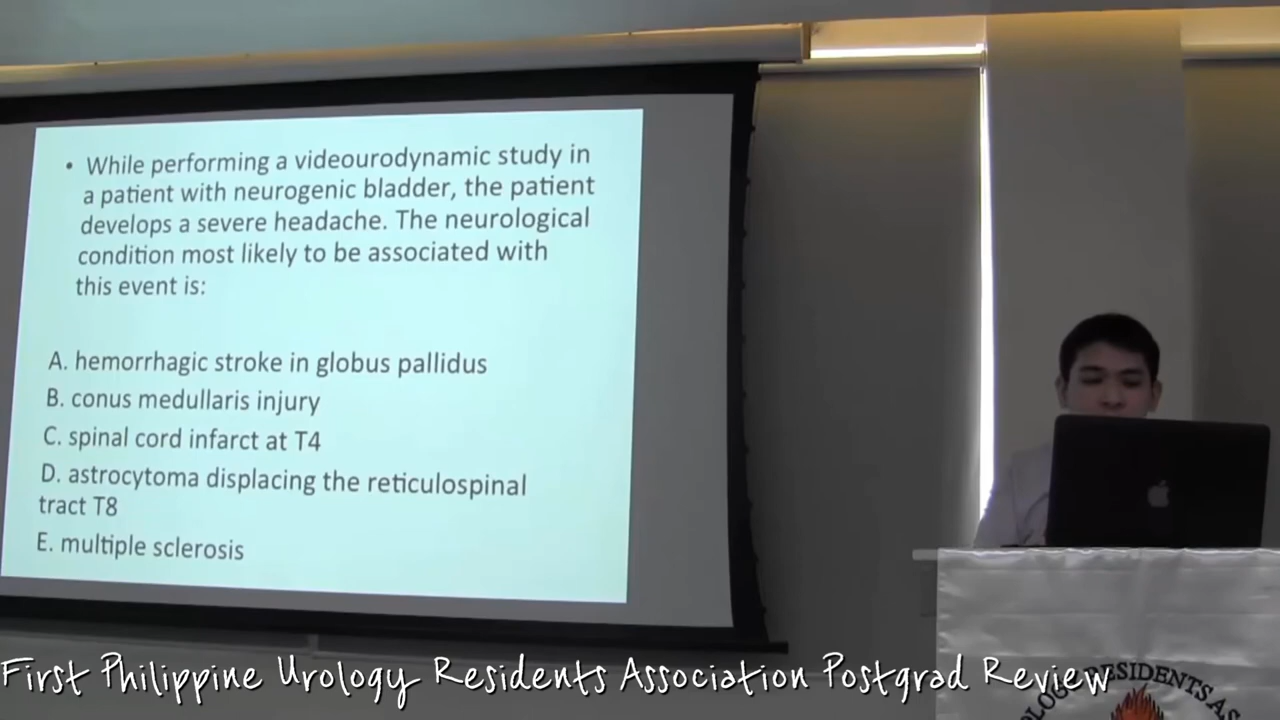 • While performing a videourodynamic study in
a patient with neurogenic bladder, the patient
develops a severe headache. The neurological
condition most likely to be associated with
this event is:
A. hemorrhagic stroke in globus pallidus
B. conus medullaris injury
C. spinal cord infarct at T4
D. astrocytoma displacing the reticulospinal
tract T8
E. multiple sclerosis
First Philippine Urology Residents Association Postgrad Review